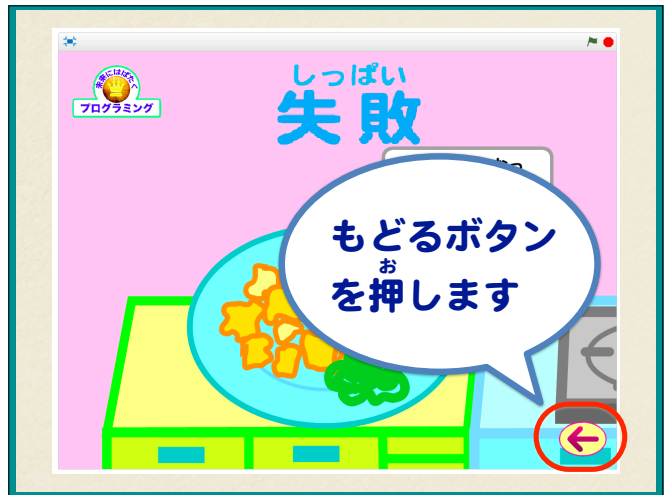 未来にはばたく
プログラミング
しっぱい
失敗
もどるボタン
お
を押します